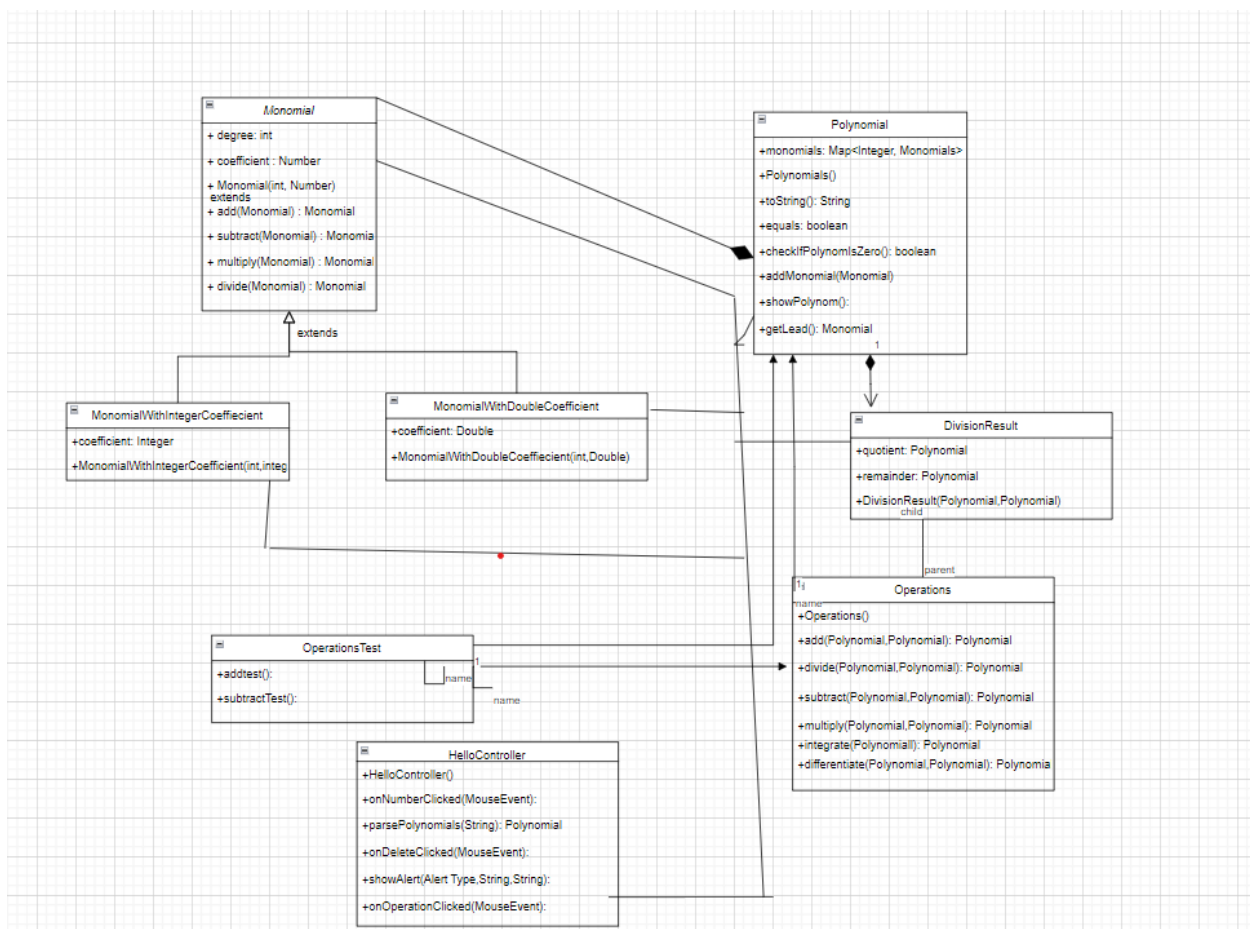 Monomial
+ degree: int
+ coefficient : Number
+ Monomial(int, Number)
extends
+ add(Monomial) : Monomial
+ subtract(Monomial) : Monomia
+ multiply(Monomial) : Monomial
+ divide(Monomial) : Monomial
extends
Polynomial
+monomials: Map<Integer, Monomials>
+Polynomials()
+toString(): String
+equals: boolean
+checkIfPolynomIsZero(): boolean
+addMonomial(Monomial)
+showPolynom():
+getLead(): Monomial
1
MonomialWithIntegerCoeffiecient
+coefficient: Integer
+MonomialWithIntegerCoefficient(int,integ
MonomialWithDoubleCoefficient
+coefficient: Double
+MonomialWithDoubleCoeffiecient(int,Double)
DivisionResult
+quotient: Polynomial
+remainder: Polynomial
+DivisionResult(Polynomial,Polynomial)
child
parent
1
Operations
name
+Operations()
+add(Polynomial,Polynomial): Polynomial
+divide(Polynomial,Polynomial): Polynomial
+subtract(Polynomial,Polynomial): Polynomial
+multiply(Polynomial,Polynomial): Polynomial
+integrate(Polynomiall): Polynomial
+differentiate(Polynomial,Polynomial): Polynomia
OperationsTest
+addtest():
+subtractTest():
1
name
name
HelloController
+HelloController()
+onNumberClicked(MouseEvent):
+parsePolynomials(String): Polynomial
+onDeleteClicked(MouseEvent):
+showAlert(Alert Type,String,String):
+onOperationClicked(MouseEvent):